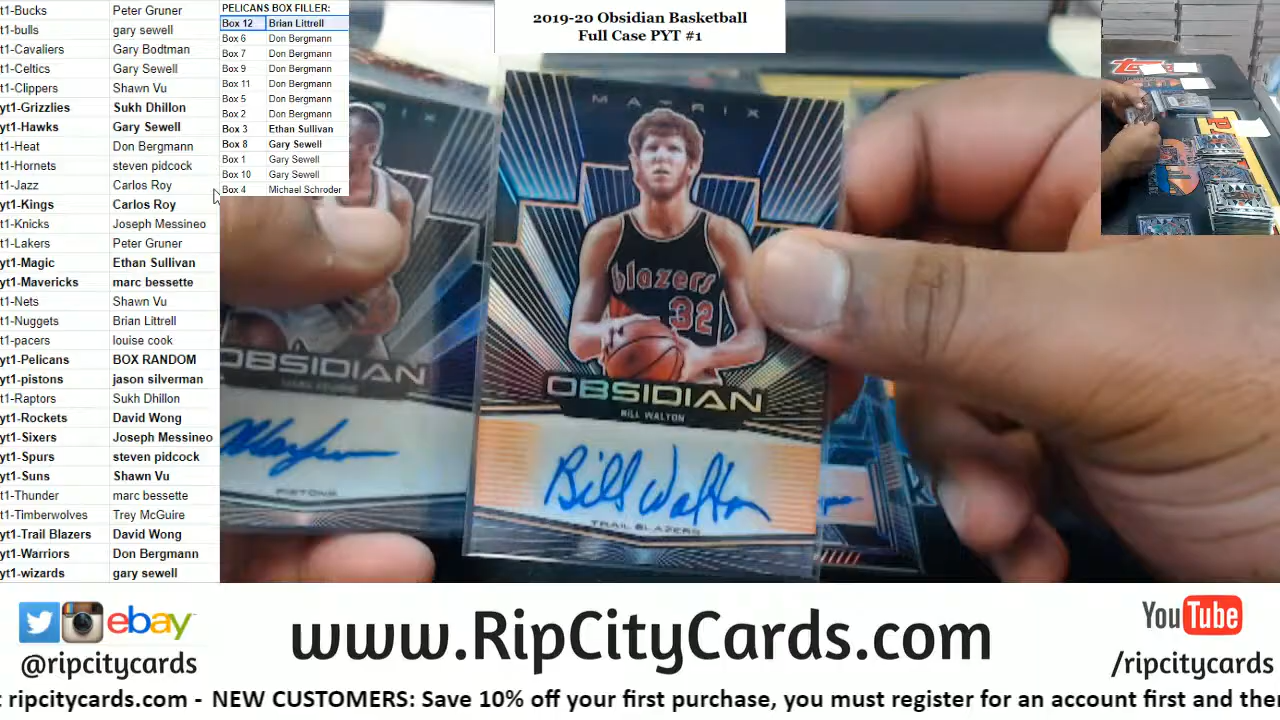 t1-Bucks Peter Gruner
t1-bulls gary sewell
t1-Cavaliers Gary Bodtman
t1-Celtics Gary Sewell
t1-Clippers Shawn Vu
yt1-Grizzlies Sukh Dhillon
yt1-Hawks Gary Sewell
t1-Heat Don Bergmann
t1-Hornets steven pidcock
t1-Jazz Carlos Roy
yt1-Kings Carlos Roy
t1-Knicks Joseph Messineo
t1-Lakers Peter Gruner
yt1-Magic Ethan Sullivan
yt1-Mavericks marc bessette
t1-Nets Shawn Vu
t1-Nuggets Brian Littrell
t1-pacers louise cook
yt1-Pelicans BOX RANDOM
yt1-pistons jason silverman
t1-Raptors Sukh Dhillon
yt1-Rockets David Wong
yt1-Sixers Joseph Messineo
yt1-Spurs steven pidcock
yt1-Suns Shawn Vu
t1-Thunder marc bessette
t1-Timberwolves Trey McGuire
yt1-Trail Blazers David Wong
yt1-Warriors Don Bergmann
yt1-wizards gary sewell
PELICANS BOX FILLER:
Box 12 Brian Littrell
Box 6 Don Bergmann
Box 7 Don Bergmann
Box 9 Don Bergmann
Box 11 Don Bergmann
Box 5 Don Bergmann
Box 2 Don Bergmann
Box 3 Ethan Sullivan
Box 8 Gary Sewell
Box 1 Gary Sewell
Box 10 Gary Sewell
Box 4 Michael Schroder
2019-20 Obsidian Basketball
Full Case PYT #1
MATRIX
blazers
32
OBSIDIAN
BILL WALTON
Bill Walton
TRAIL BLAZERS
OBSIDIAN
PISTONS
ebay
@ripcitycards
www.RipCityCards.com
YouTube
/ripcitycards
ripcitycards.com - NEW CUSTOMERS: Save 10% off your first purchase, you must register for an account first and ther